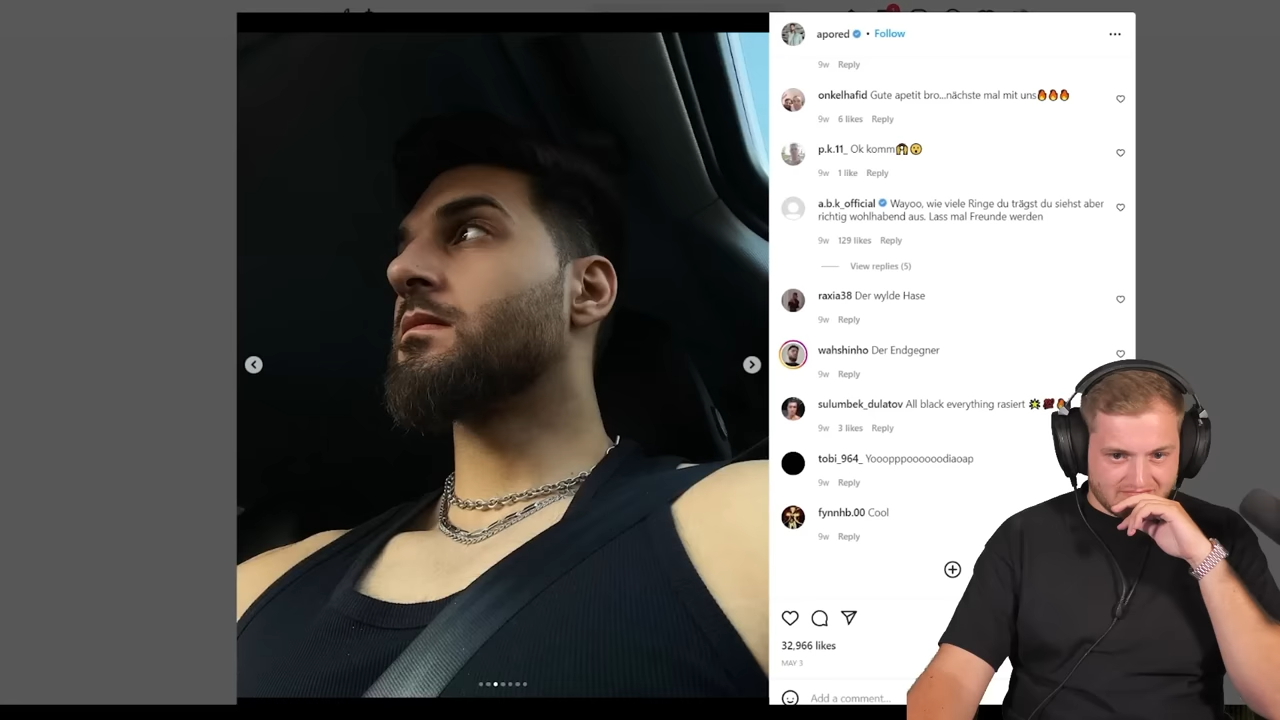 apored • Follow
9w Reply
onkelhafid Gute apetit bro...nächste mal mit uns🔥🔥🔥
9w 6 likes Reply
p.k.11_ Ok komm🙀😲
9w 1 like Reply
a.b.k_official Wayoo, wie viele Ringe du trägst du siehst aber
richtig wohlhabend aus. Lass mal Freunde werden
9w 129 likes Reply
View replies (5)
raxia38 Der wylde Hase
9w Reply
wahshinho Der Endgegner
9w Reply
sulumbek_dulatov All black everything rasiert
9w 3 likes Reply
tobi_964_ Yooopppoooooodiaoap
9w Reply
fynnhb.00 Cool
9w Reply
32,966 likes
MAY 3
Add a comment...